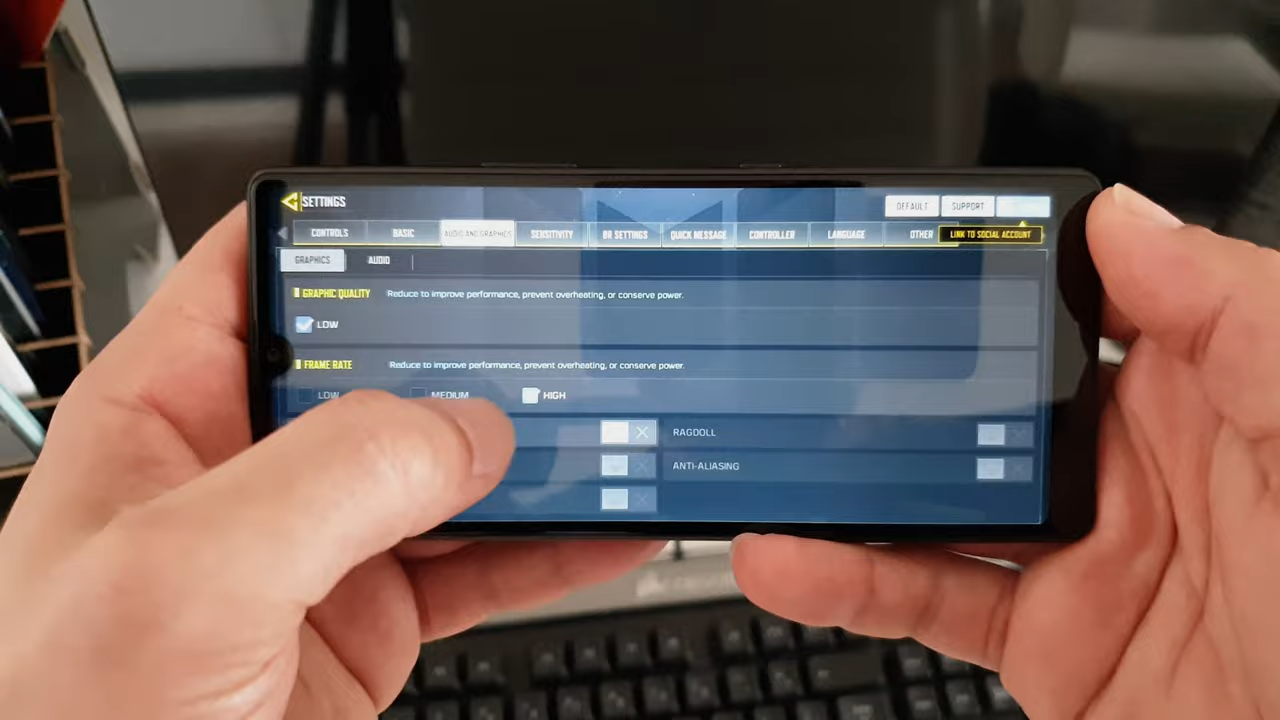 SETTINGS
DEFAULT SUPPORT
CONTROLS BASIC AUDIO AND GRAPHICS SENSITIVITY BR SETTINGS QUICK MESSAGE CONTROLLER LANGUAGE OTHER LINK TO SOCIAL ACCOUNT
GRAPHICS AUDIO
GRAPHIC QUALITY Reduce to improve performance, prevent overheating, or conserve power.
LOW
FRAME RATE Reduce to improve performance, prevent overheating, or conserve power.
LOW MEDIUM HIGH
RAGDOLL
ANTI-ALIASING